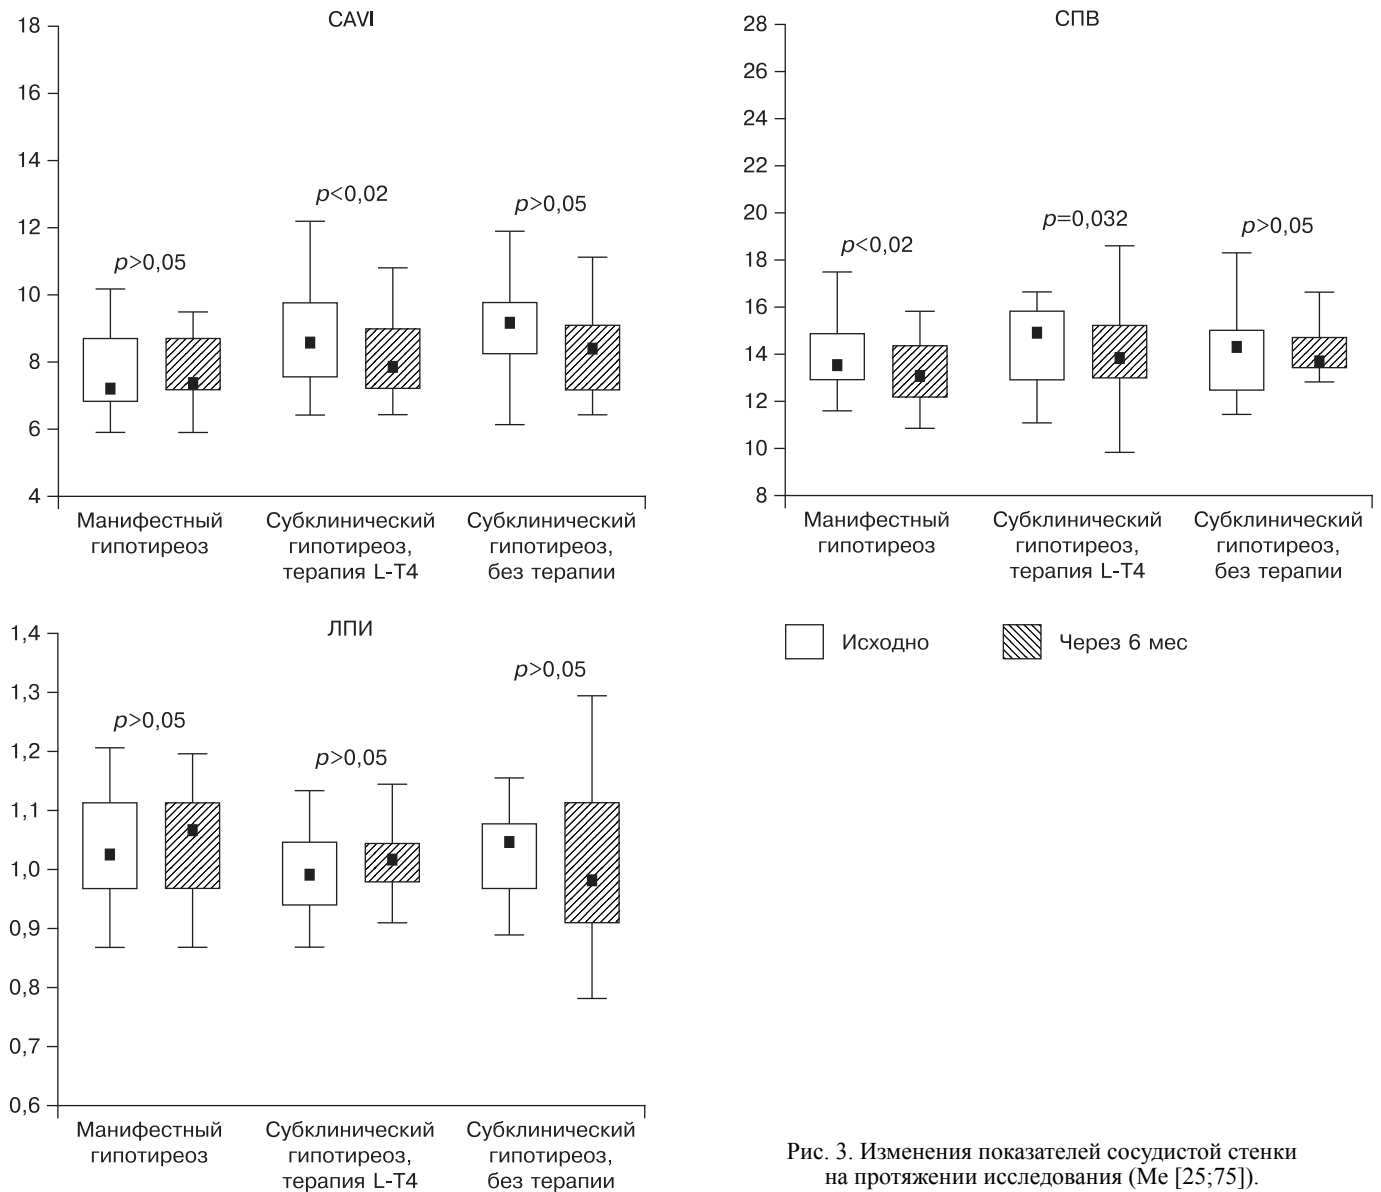 CAVI
18
16
14
12
10
8
6
4
p>0,05
p<0,02
p>0,05
Манифестный
гипотиреоз
Субклинический
гипотиреоз,
терапия L-T4
Субклинический
гипотиреоз,
без терапии
СПВ
28
26
24
22
20
18
16
14
12
10
8
p<0,02
p=0,032
p>0,05
Манифестный
гипотиреоз
Субклинический
гипотиреоз,
терапия L-T4
Субклинический
гипотиреоз,
без терапии
Исходно
Через 6 мес
ЛПИ
1,4
1,3
1,2
1,1
1,0
0,9
0,8
0,7
0,6
p>0,05
p>0,05
p>0,05
Манифестный
гипотиреоз
Субклинический
гипотиреоз,
терапия L-T4
Субклинический
гипотиреоз,
без терапии
Рис. 3. Изменения показателей сосудистой стенки
на протяжении исследования (Me [25;75]).